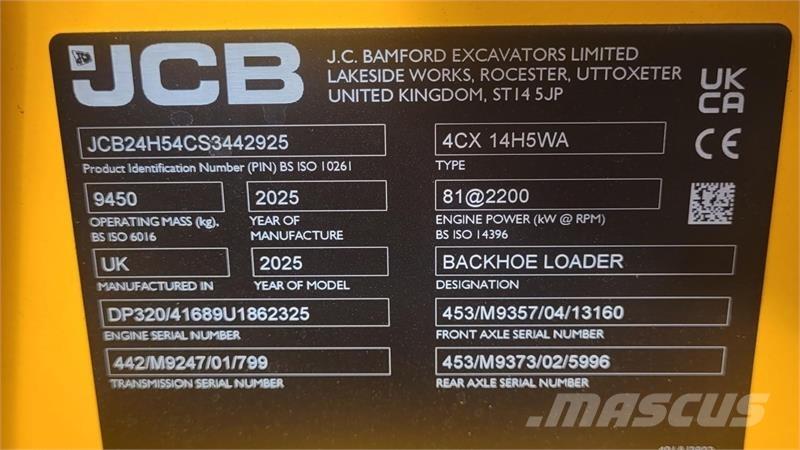 JCB
J.C. BAMFORD EXCAVATORS LIMITED
LAKESIDE WORKS, ROCESTER, UTTOXETER
UNITED KINGDOM, ST14 5JP
UK
CA
CE
JCB24H54CS3442925
Product Identification Number (PIN) BS ISO 10261
4CX 14H5WA
TYPE
9450
OPERATING MASS (kg),
BS ISO 6016
2025
YEAR OF
MANUFACTURE
81@2200
ENGINE POWER (kW @ RPM)
BS ISO 14396
UK
MANUFACTURED IN
2025
YEAR OF MODEL
BACKHOE LOADER
DESIGNATION
DP320/41689U1862325
ENGINE SERIAL NUMBER
453/M9357/04/13160
FRONT AXLE SERIAL NUMBER
442/M9247/01/799
TRANSMISSION SERIAL NUMBER
453/M9373/02/5996
REAR AXLE SERIAL NUMBER
MASCUS